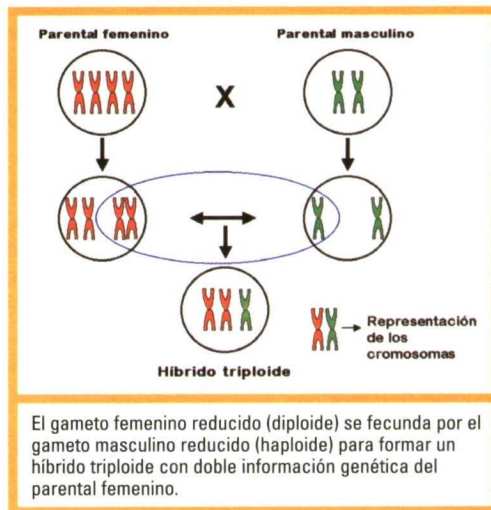 Parental femenino
Parental masculino
X
Representación
de los
cromosomas
Híbrido triploide
El gameto femenino reducido (diploide) se fecunda por el
gameto masculino reducido (haploide) para formar un
híbrido triploide con doble información genética del
parental femenino.